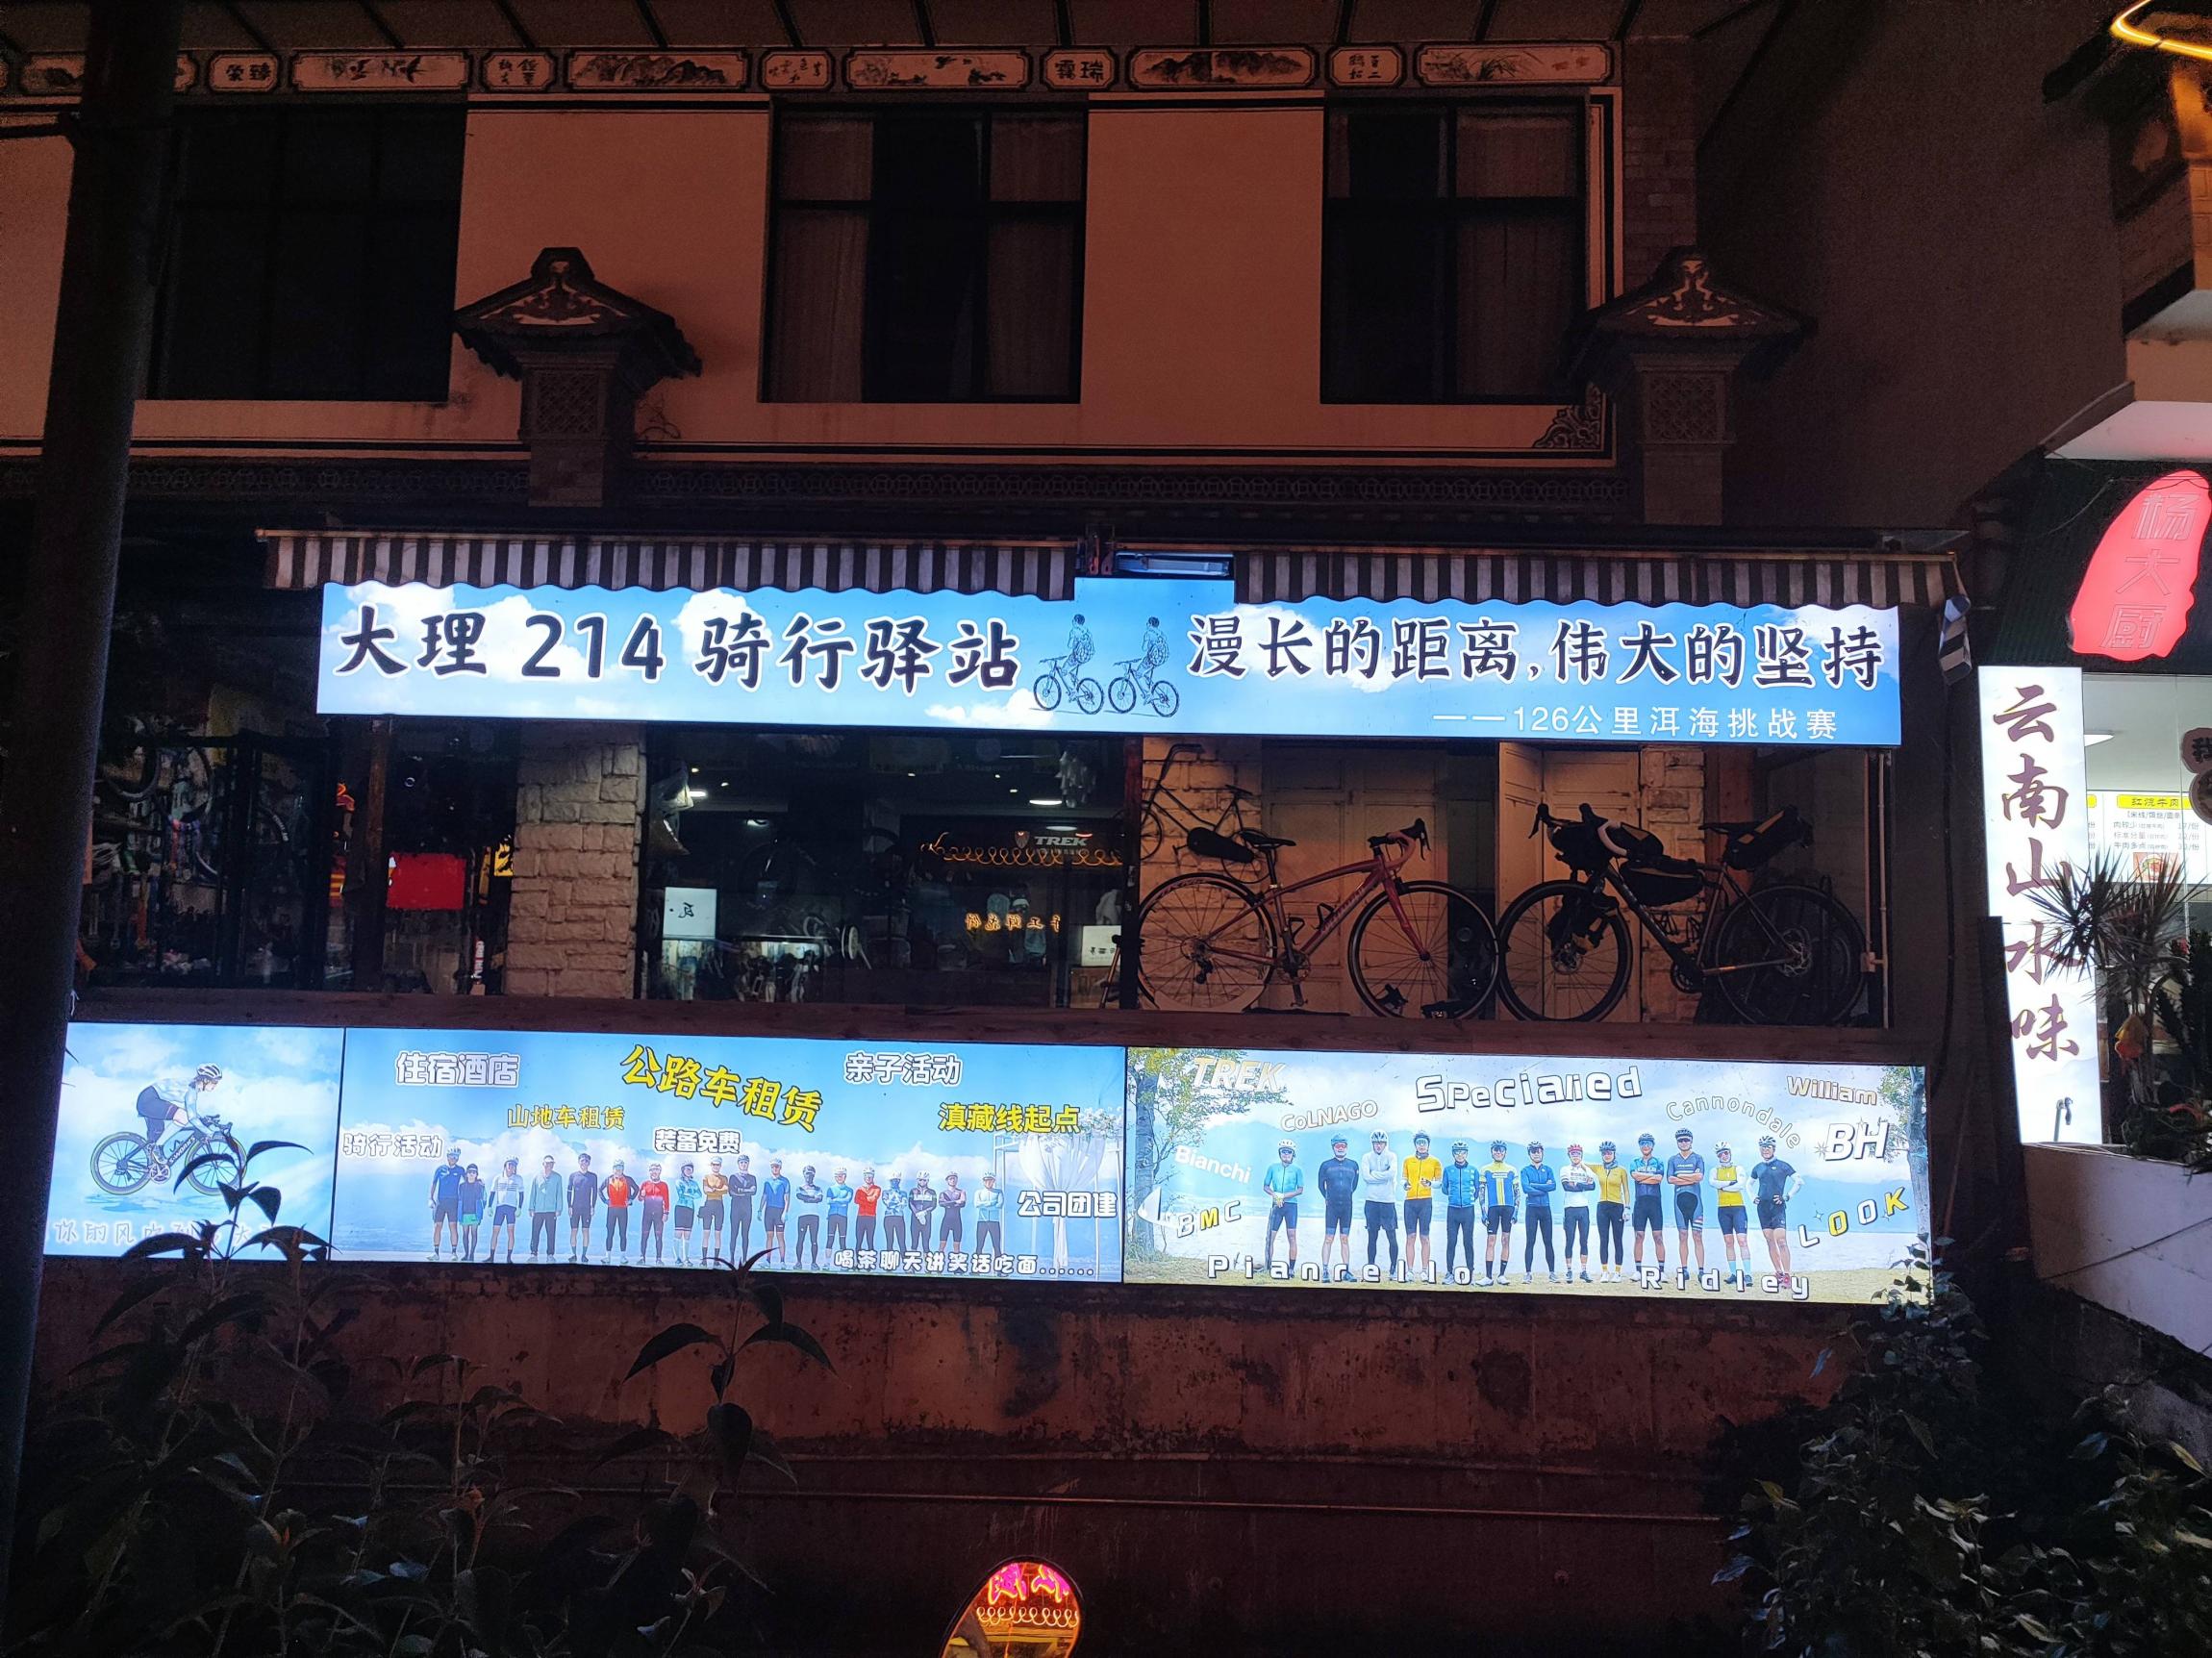 大理 214 骑行驿站
漫长的距离,伟大的坚持
——126公里洱海挑战赛
杨大厨
云南山水味
红烧牛肉
TREK
住宿酒店
公路车租赁
亲子活动
山地车租赁
滇藏线起点
骑行活动
装备免费
公司团建
喝茶聊天讲笑话吃面......
TREK
Specialied
William
CoLNAGO
Cannondale
BH
Bianchi
BMC
LOOK
Pianrello
Ridley